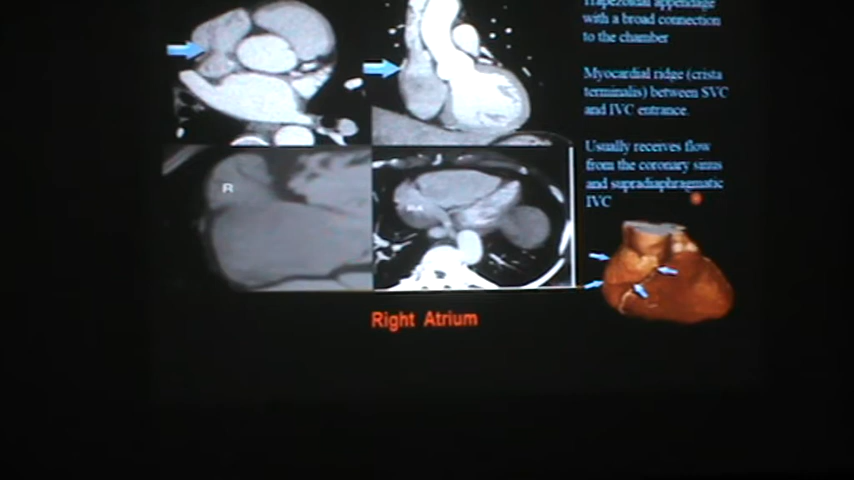 Trapezoidal appendage
with a broad connection
to the chamber
Myocardial ridge (crista
terminalis) between SVC
and IVC entrance.
Usually receives flow
from the coronary sinus
and supradiaphragmatic
IVC
R
RA
Right Atrium